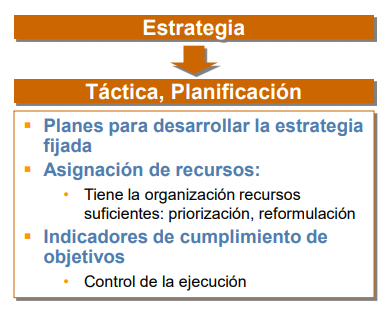 Estrategia
Táctica, Planificación
▪ Planes para desarrollar la estrategia
fijada
▪ Asignación de recursos:
• Tiene la organización recursos
suficientes: priorización, reformulación
▪ Indicadores de cumplimiento de
objetivos
• Control de la ejecución